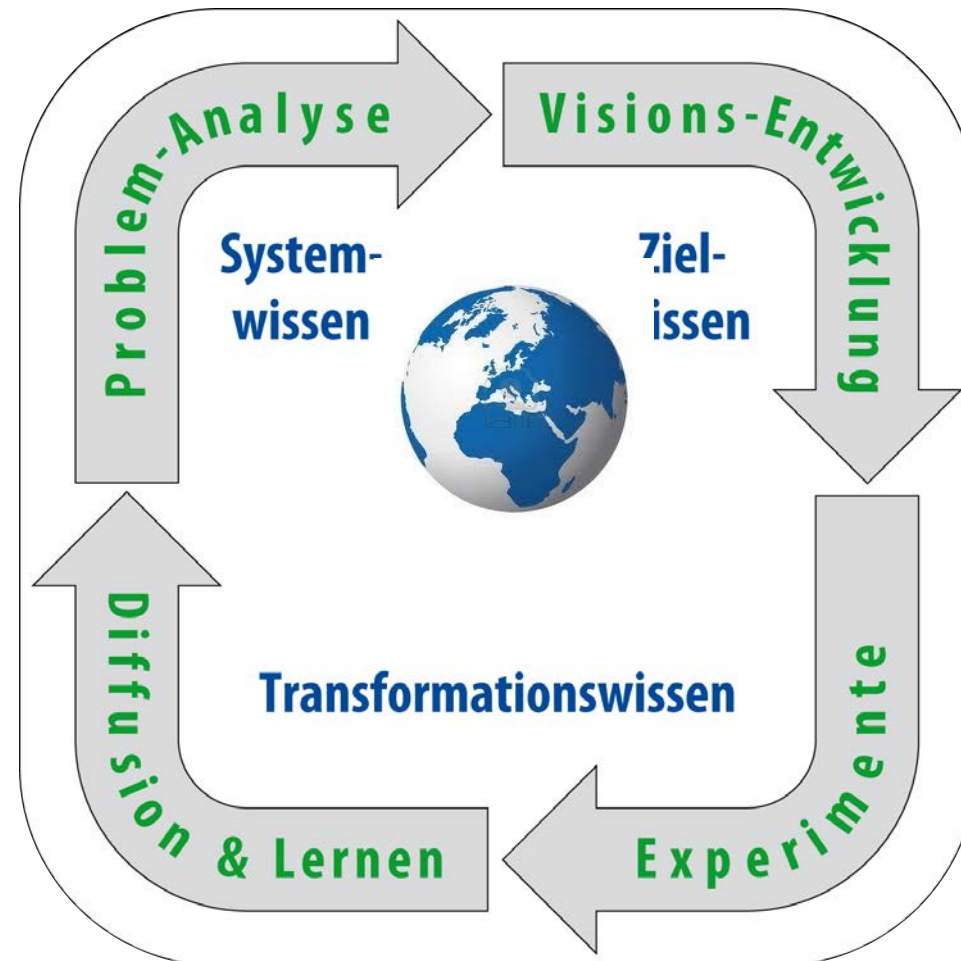 Problem-Analyse
Visions-Entwicklung
System-
wissen
Ziel-
issen
Transformationswissen
Experimente
Diffusion & Lernen